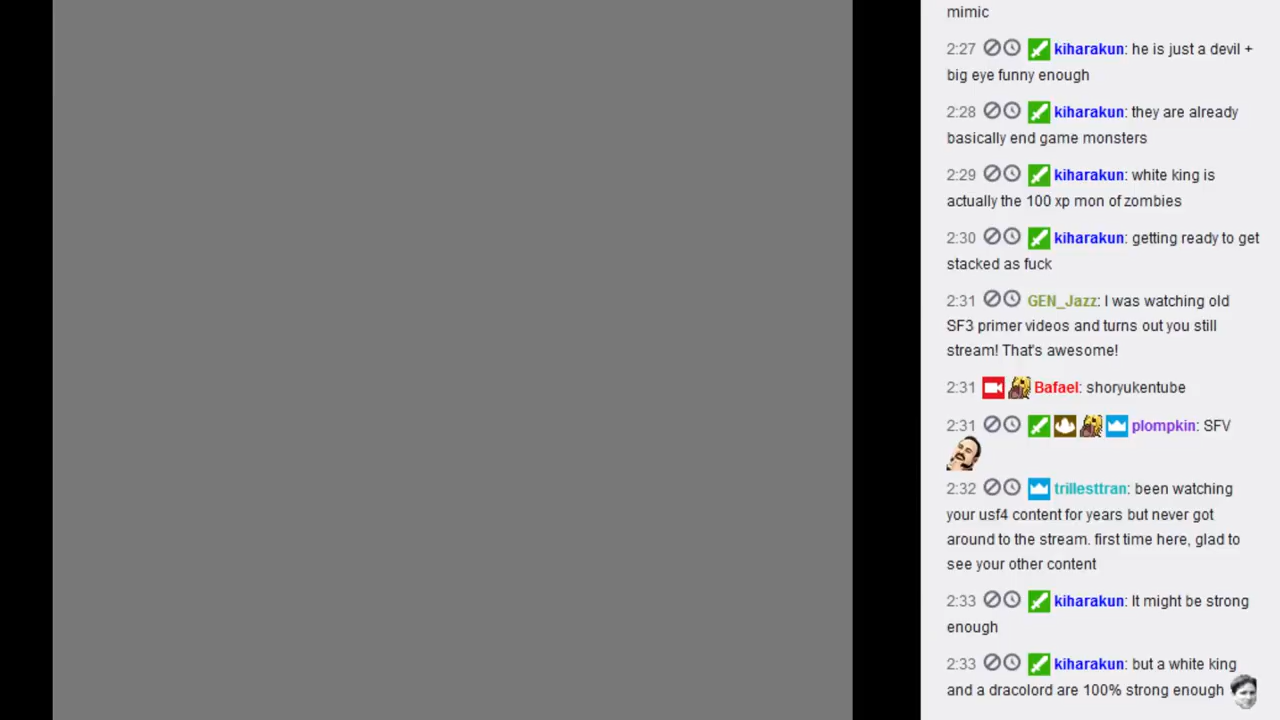 mimic
2:27 kiharakun: he is just a devil +
big eye funny enough
2:28 kiharakun: they are already
basically end game monsters
2:29 kiharakun: white king is
actually the 100 xp mon of zombies
2:30 kiharakun: getting ready to get
stacked as fuck
2:31 GEN_Jazz: I was watching old
SF3 primer videos and turns out you still
stream! That's awesome!
2:31 Bafael: shoryukentube
2:31 plompkin: SFV
2:32 trillesttran: been watching
your usf4 content for years but never got
around to the stream. first time here, glad to
see your other content
2:33 kiharakun: It might be strong
enough
2:33 kiharakun: but a white king
and a dracolord are 100% strong enough